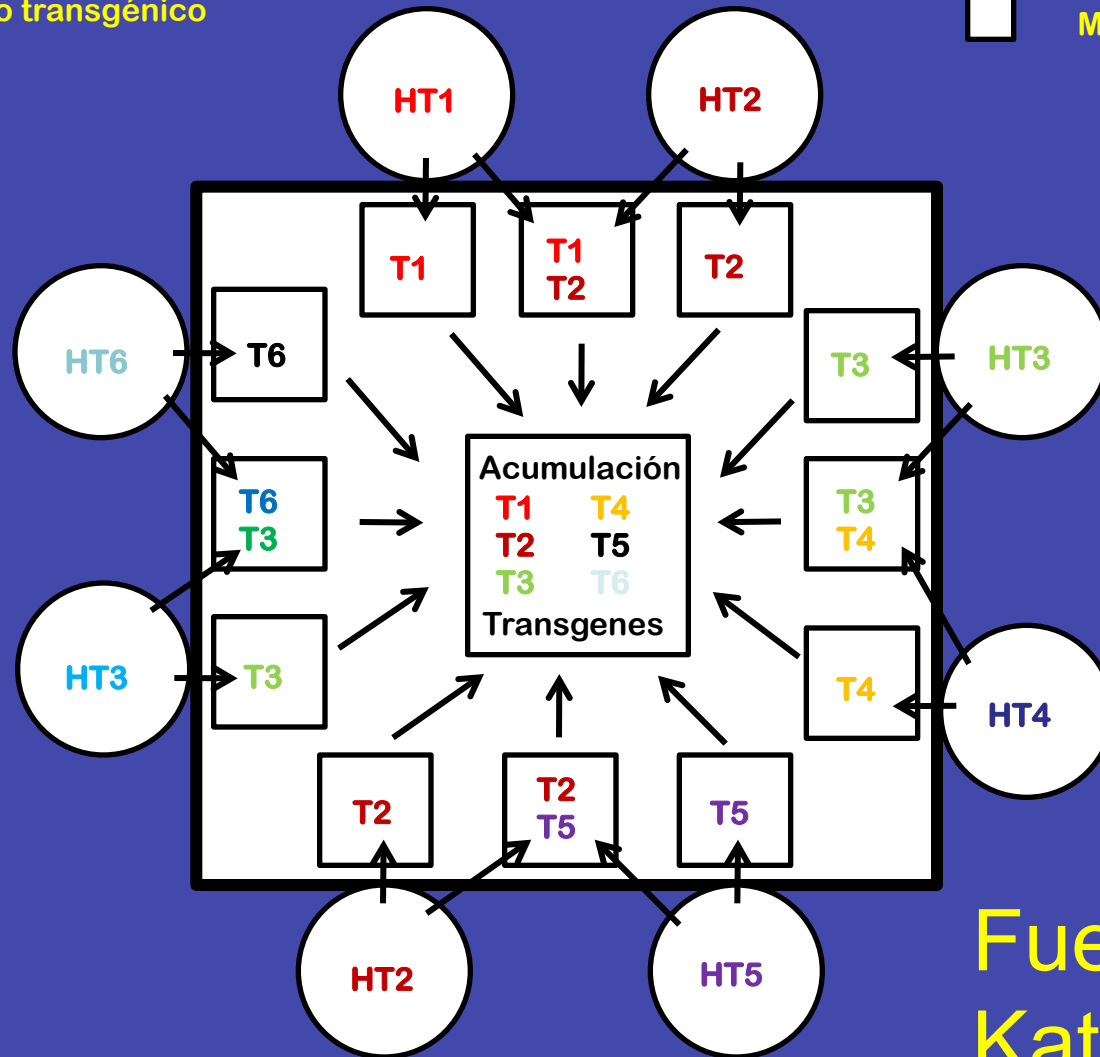 o transgénico
M
HT1
HT2
T1
T1
T2
T2
HT6
T6
T3
HT3
T6
T3
Acumulación
T1 T4
T2 T5
T3 T6
Transgenes
T3
T4
HT3
T3
T4
HT4
T2
T2
T5
T5
HT2
HT5
Fue
Kat